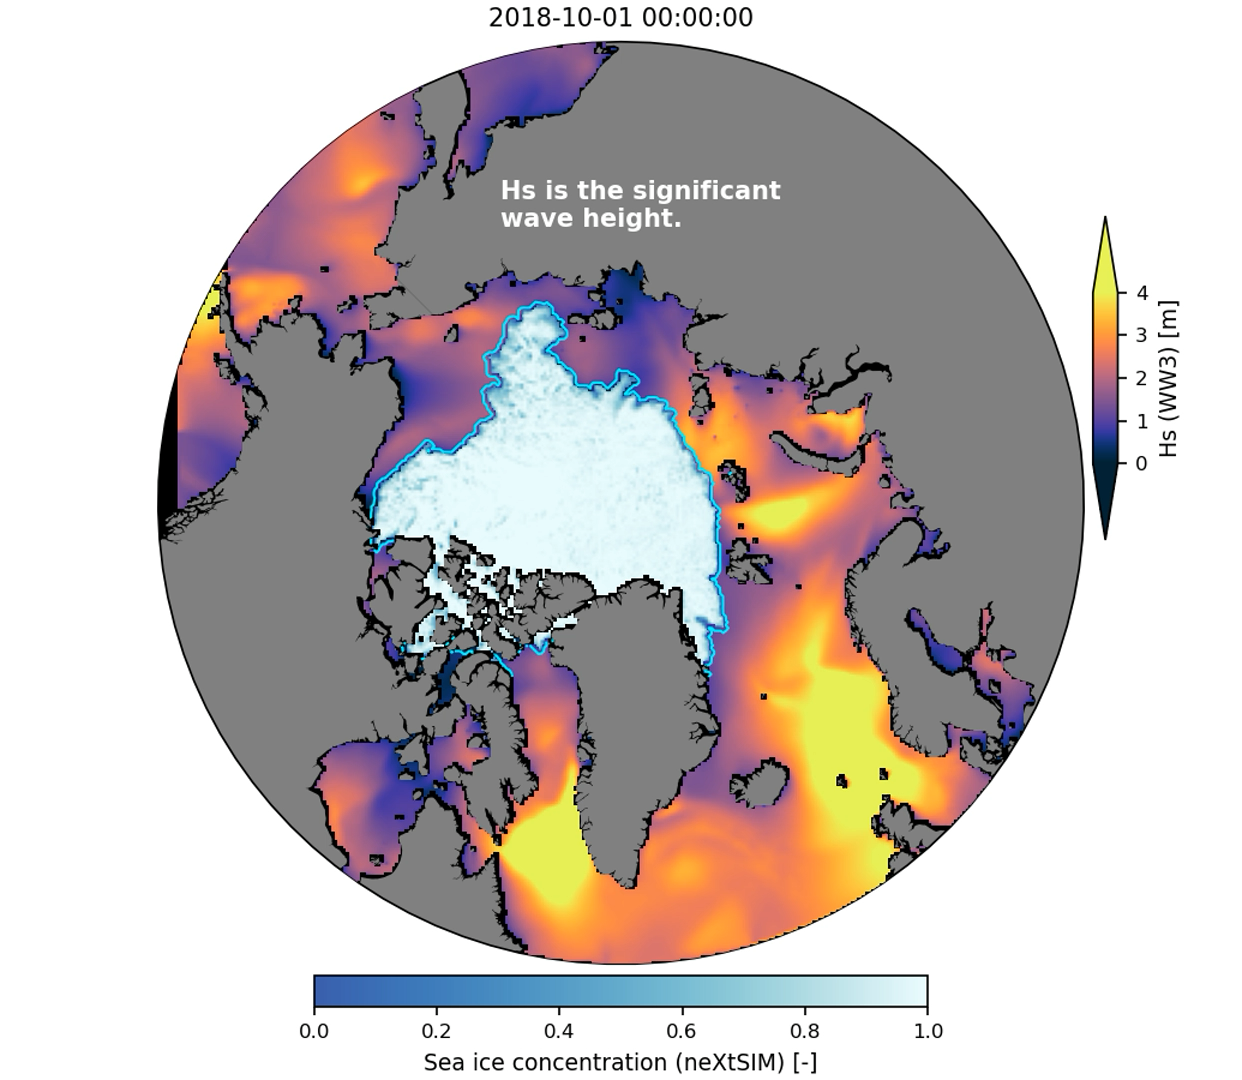 2018-10-01 00:00:00
Hs is the significant
wave height.
4
3
2
1
0
Hs (WW3) [m]
0.0 0.2 0.4 0.6 0.8 1.0
Sea ice concentration (neXtSIM) [-]